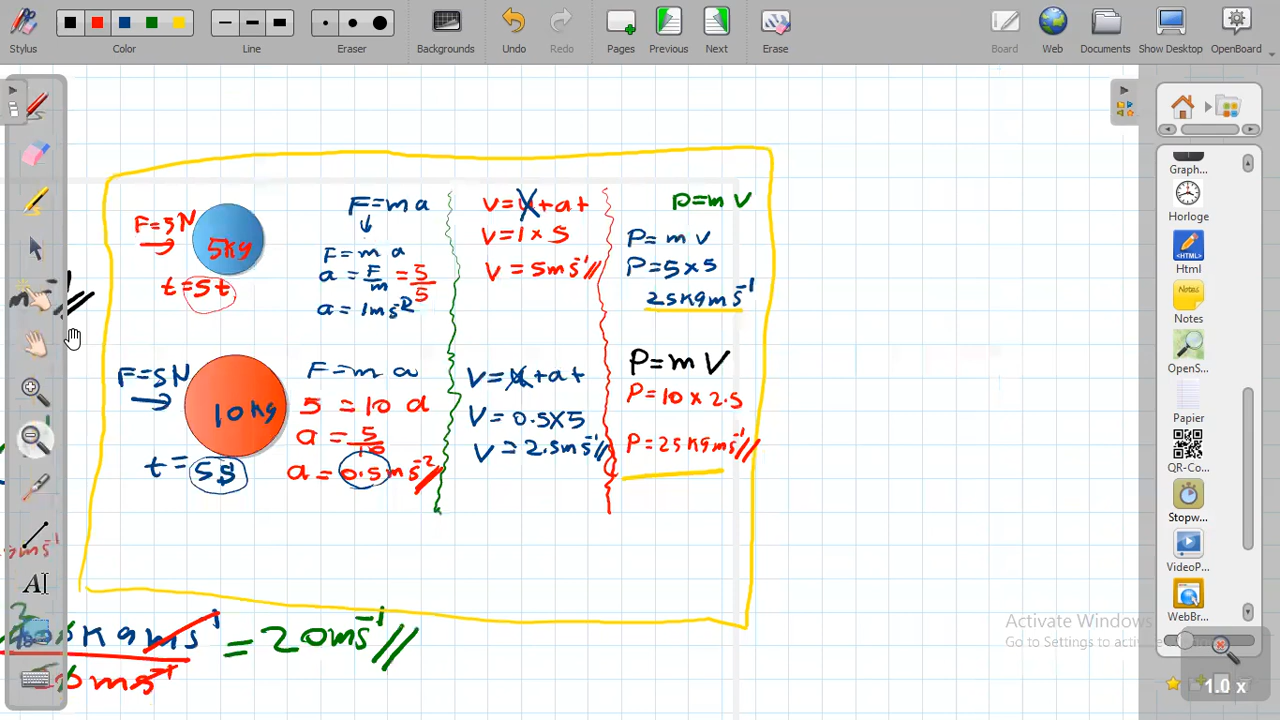 Stylus
Color
Line
Eraser
Backgrounds
Undo
Redo
Pages
Previous
Next
Erase
Board
Web
Documents
Show Desktop
OpenBoard
F=5N
5kg
t=5t
F=ma
F=m a
a=F/m=5/5
a=1ms⁻²
V=u+at
V=1×5
V=5ms⁻¹//
P=mV
P=mV
P=5×5
25kgms⁻¹
F=5N
10kg
t=5s
F=ma
5=10a
a=5/10
a=0.5ms⁻²//
V=u+at
V=0.5×5
V=2.5ms⁻¹//
P=mV
P=10×2.5
P=25kgms⁻¹//
=20ms⁻¹//
Graph...
Horloge
Html
Notes
OpenS...
Papier
QR-Co...
Stopw...
VideoP...
WebBr...
Activate Windows
Go to Settings to activate
1.0 x